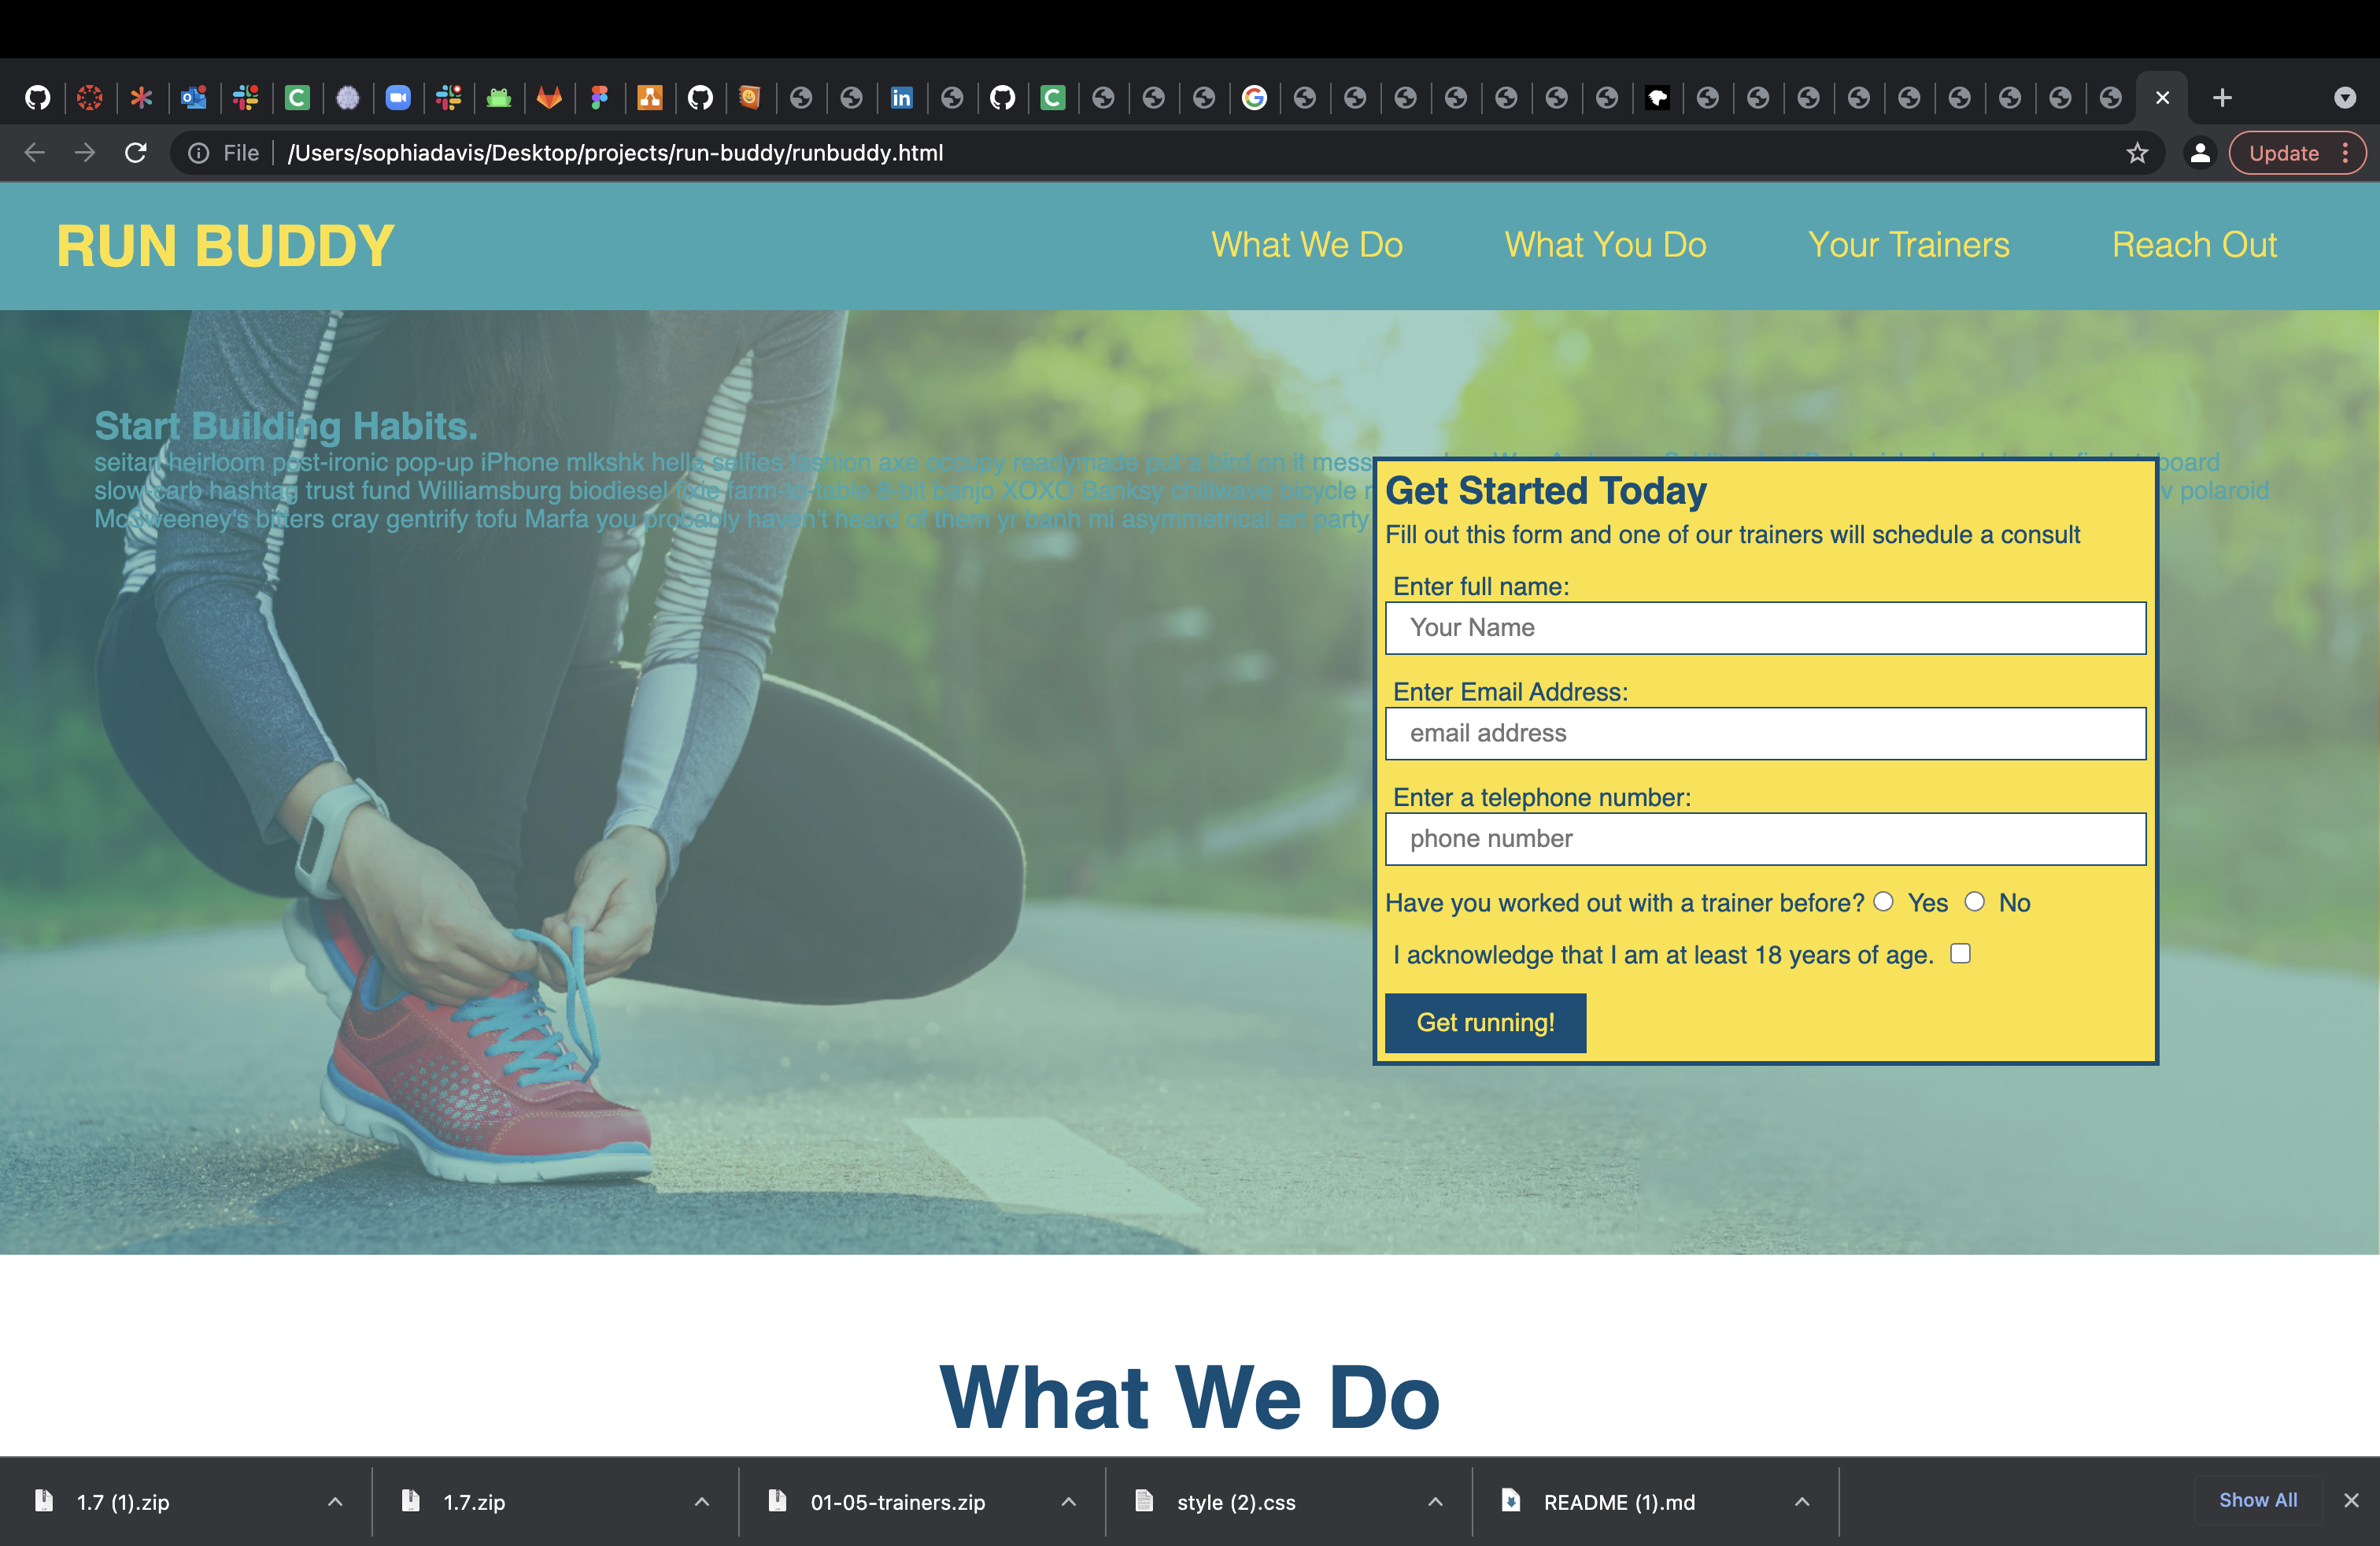 File /Users/sophiadavis/Desktop/projects/run-buddy/runbuddy.html
Update
RUN BUDDY
What We Do
What You Do
Your Trainers
Reach Out
Start Building Habits.
seitan heirloom post-ironic pop-up iPhone mlkshk hella selfies fashion axe occupy readymade put a bird on it mess board
slow-carb hashtag trust fund Williamsburg biodiesel fixie farm-to-table 8-bit banjo XOXO Banksy chillwave bicycle r v polaroid
McSweeney's bitters cray gentrify tofu Marfa you probably haven't heard of them yr banh mi asymmetrical art party
Get Started Today
Fill out this form and one of our trainers will schedule a consult
Enter full name:
Your Name
Enter Email Address:
email address
Enter a telephone number:
phone number
Have you worked out with a trainer before? Yes No
I acknowledge that I am at least 18 years of age.
Get running!
What We Do
1.7 (1).zip
1.7.zip
01-05-trainers.zip
style (2).css
README (1).md
Show All